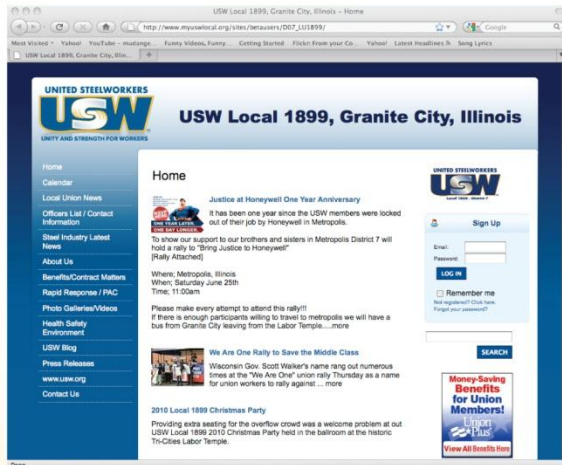 USW Local 1899, Granite City, Illinois – Home
http://www.myuswlocal.org/sites/betausers/D07_LU1899/
Google
Most Visited
Yahoo!
YouTube - mudange...
Funny Videos, Funny...
Getting Started
Flickr: From your Co...
Yahoo!
Latest Headlines
Song Lyrics
USW Local 1899, Granite City, Illin...
UNITED STEELWORKERS
USW
UNITY AND STRENGTH FOR WORKERS
USW Local 1899, Granite City, Illinois
Home
Calendar
Local Union News
Officers List / Contact
Information
Steel Industry Latest
News
About Us
Benefits/Contract Matters
Rapid Response / PAC
Photo Galleries/Videos
Health Safety
Environment
USW Blog
Press Releases
www.usw.org
Contact Us
Home
ONE YEAR LATER,
ONE DAY LONGER.
Justice at Honeywell One Year Anniversary
It has been one year since the USW members were locked
out of their job by Honeywell in Metropolis.
To show our support to our brothers and sisters in Metropolis District 7 will
hold a rally to "Bring Justice to Honeywell"
[Rally Attached]
Where; Metropolis, Illinois
When; Saturday June 25th
Time; 11:00am
Please make every attempt to attend this rally!!!
If there is enough participants willing to travel to metropolis we will have a
bus from Granite City leaving from the Labor Temple.....more
We Are One Rally to Save the Middle Class
Wisconsin Gov. Scott Walker's name rang out numerous
times at the "We Are One" union rally Thursday as a name
for union workers to rally against ... more
2010 Local 1899 Christmas Party
Providing extra seating for the overflow crowd was a welcome problem at out
USW Local 1899 2010 Christmas Party held in the ballroom at the historic
Tri-Cities Labor Temple.
UNITED STEELWORKERS
USW
Local 1899 - District 7
Sign Up
Email:
Password:
LOG IN
Remember me
Not registered? Click here.
Forgot your password?
SEARCH
Money-Saving
Benefits
for Union
Members!
Union
Plus
View All Benefits Here
Done